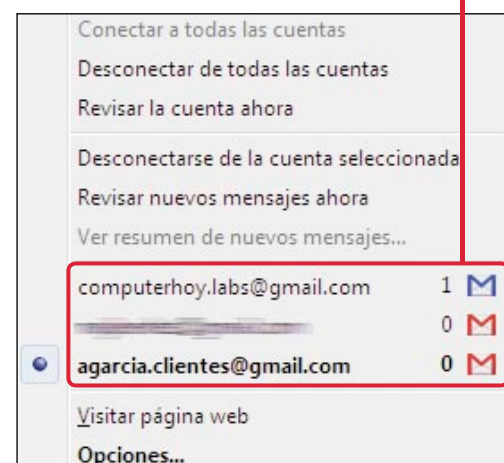 Conectar a todas las cuentas
Desconectar de todas las cuentas
Revisar la cuenta ahora
Desconectarse de la cuenta seleccionada
Revisar nuevos mensajes ahora
Ver resumen de nuevos mensajes...
computerhoy.labs@gmail.com 1
0
agarcia.clientes@gmail.com 0
Visitar página web
Opciones...